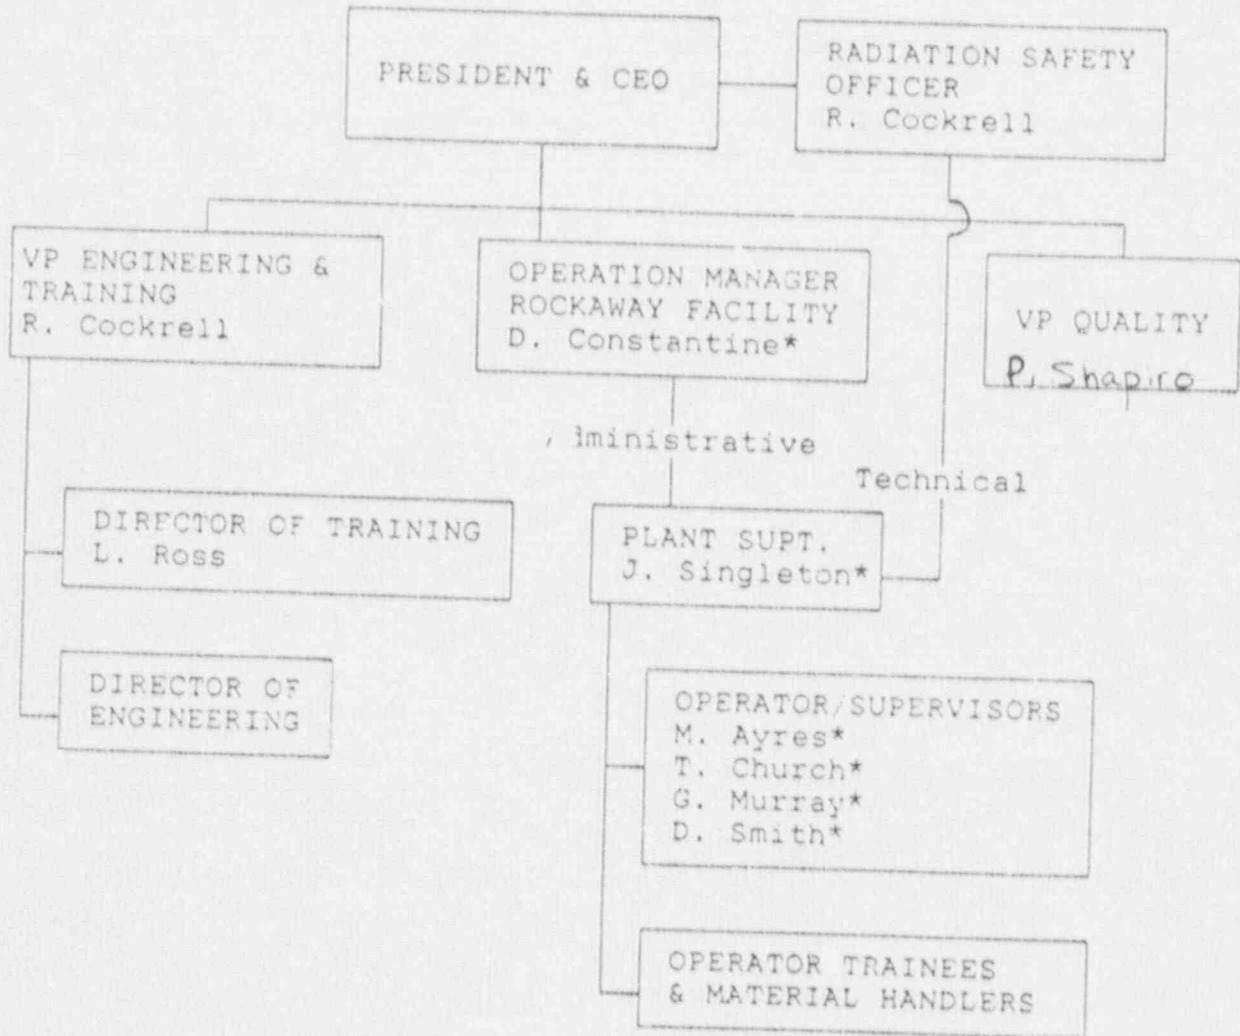 PRESIDENT & CEO
RADIATION SAFETY
OFFICER
R. Cockrell
VP ENGINEERING &
TRAINING
R. Cockrell
OPERATION MANAGER
ROCKAWAY FACILITY
D. Constantine*
VP QUALITY
P. Shapiro
ministrative
Technical
DIRECTOR OF TRAINING
L. Ross
PLANT SUPT.
J. Singleton*
DIRECTOR OF
ENGINEERING
OPERATOR/SUPERVISORS
M. Ayres*
T. Church*
G. Murray*
D. Smith*
OPERATOR TRAINEES
& MATERIAL HANDLERS